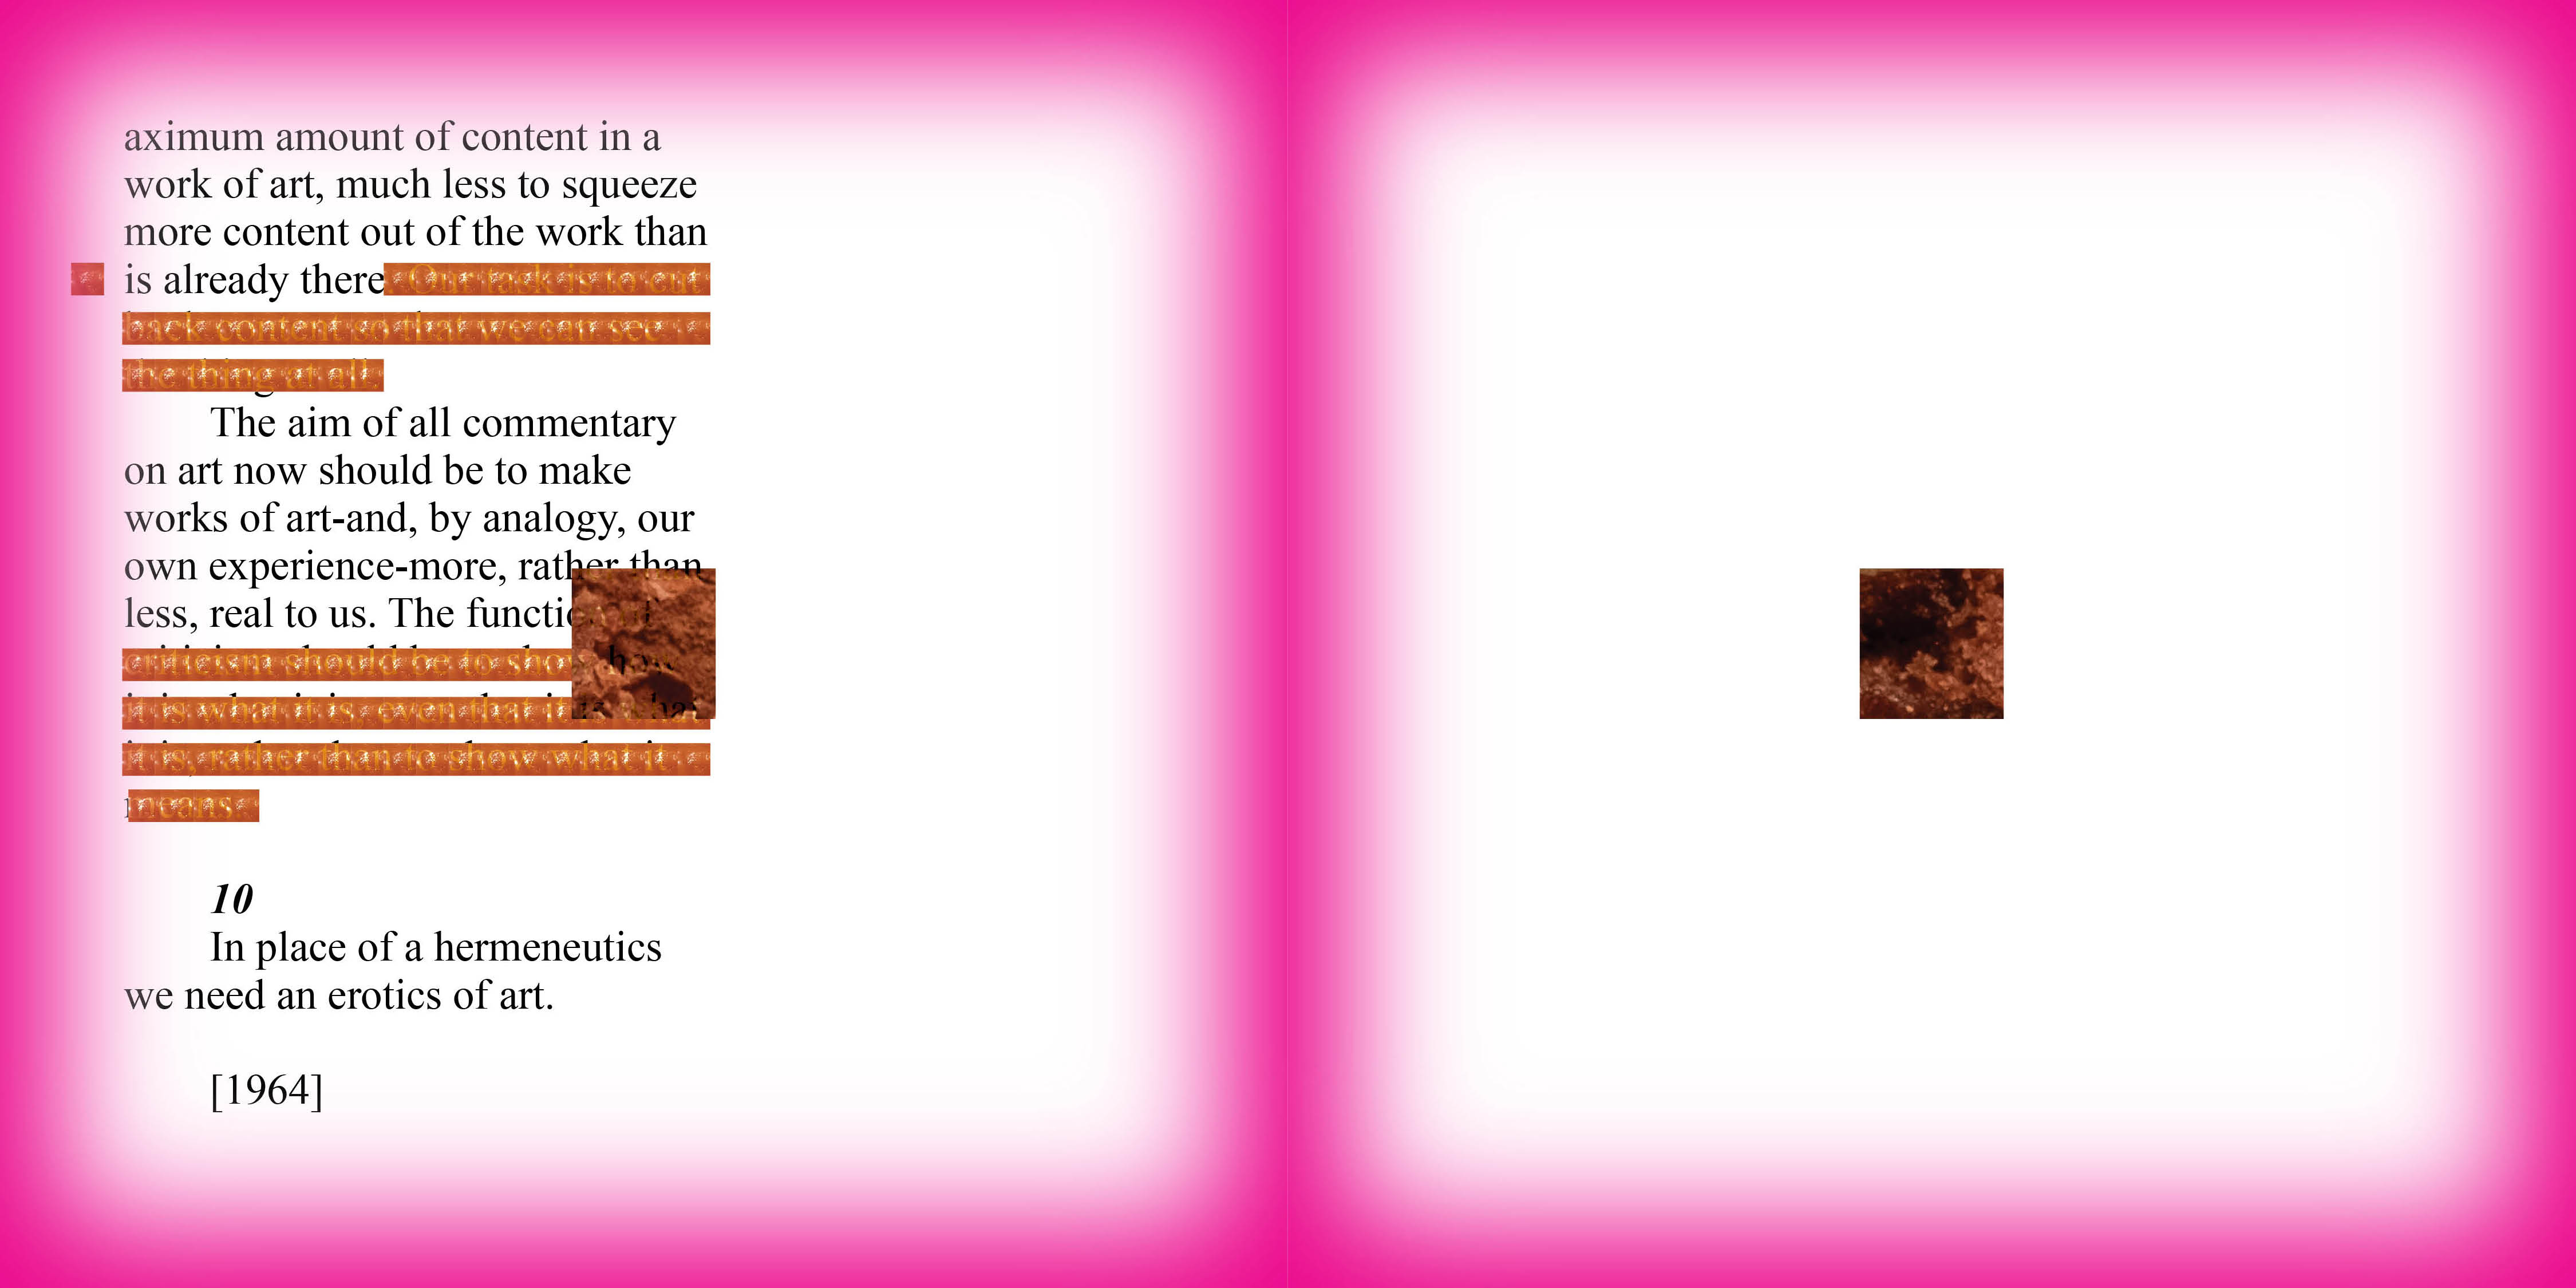 aximum amount of content in a
work of art, much less to squeeze
more content out of the work than
is already there. Our task is to cut
back content so that we can see
the thing at all.
The aim of all commentary
on art now should be to make
works of art-and, by analogy, our
own experience-more, rather than
less, real to us. The functi
criticism should be to show how
it is what it is, even that it is what
it is, rather than to show what it
means.
10
In place of a hermeneutics
we need an erotics of art.
[1964]